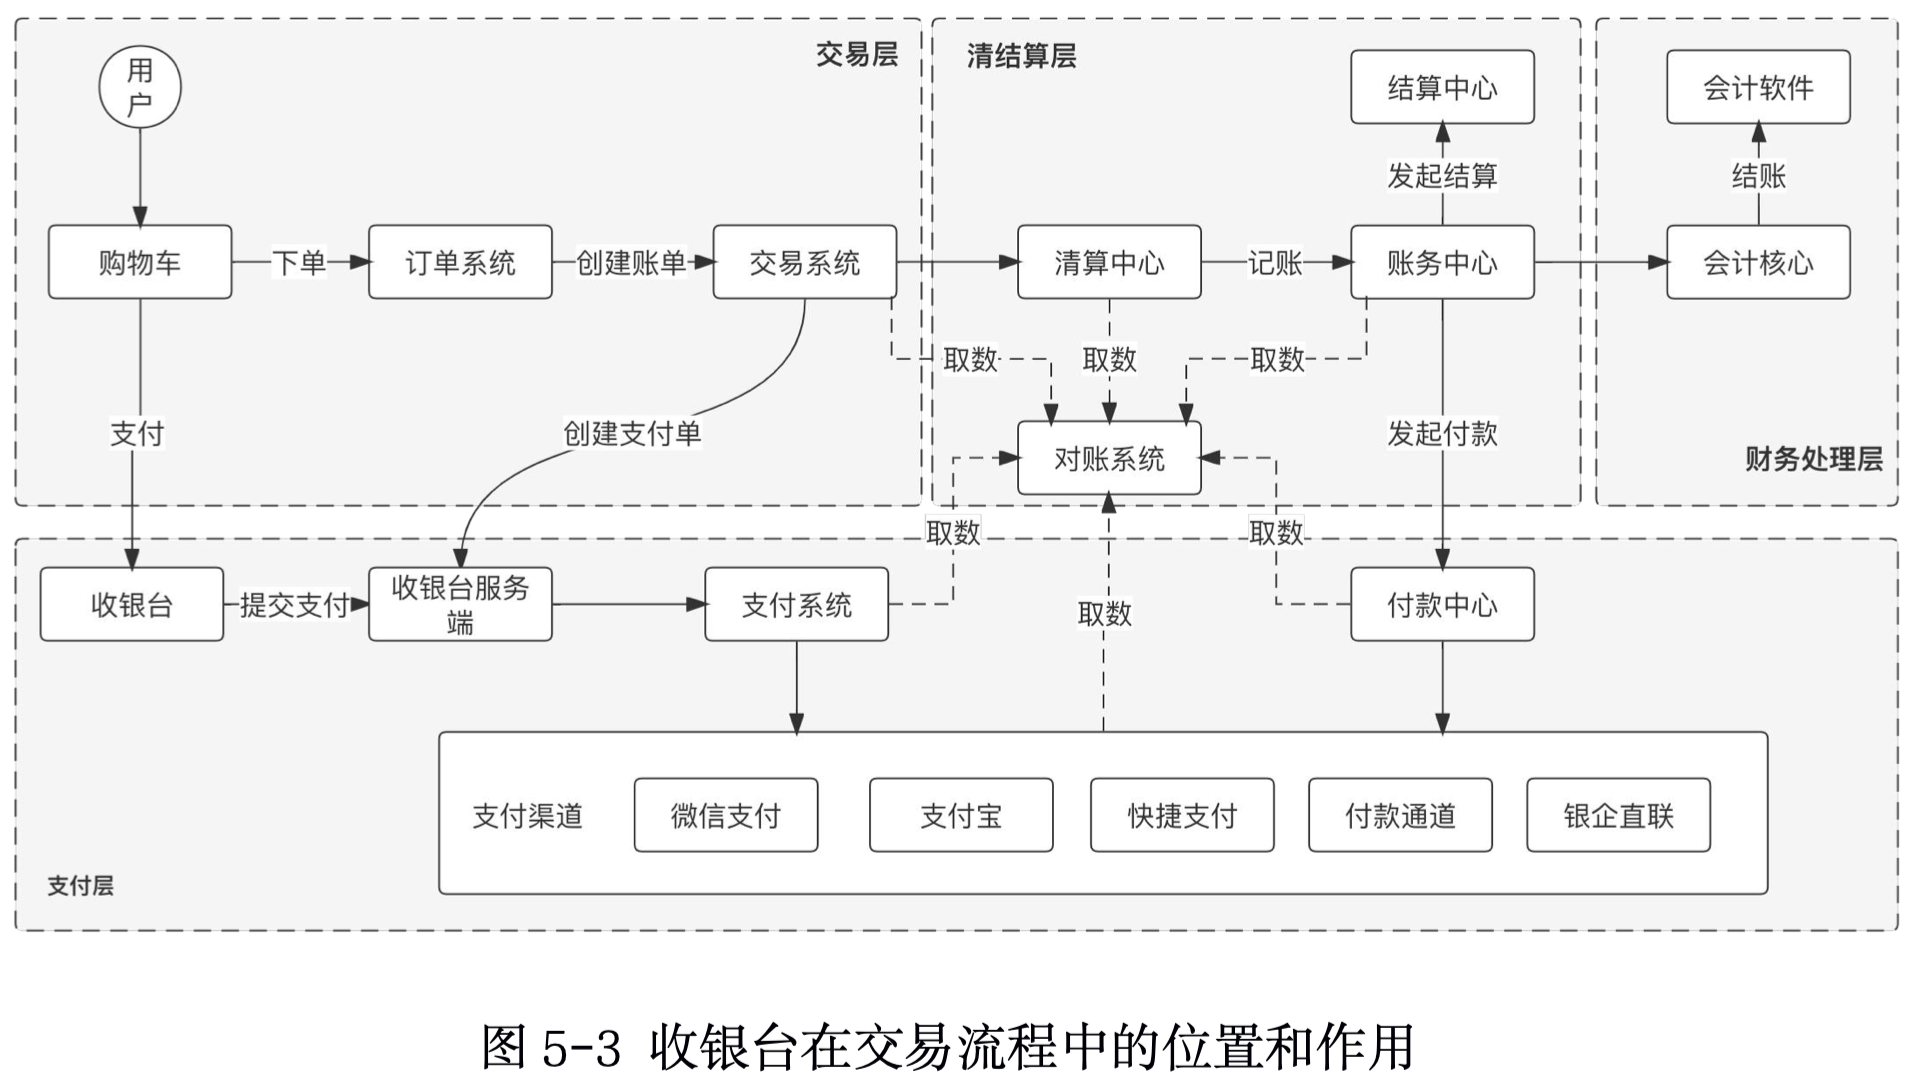 交易层
清结算层
用
户
结算中心
会计软件
发起结算
结账
购物车
下单
订单系统
创建账单
交易系统
清算中心
记账
账务中心
会计核心
取数
取数
取数
支付
创建支付单
发起付款
对账系统
财务处理层
取数
取数
收银台
提交支付
收银台服务
端
支付系统
取数
付款中心
支付渠道
微信支付
支付宝
快捷支付
付款通道
银企直联
支付层
图 5-3 收银台在交易流程中的位置和作用